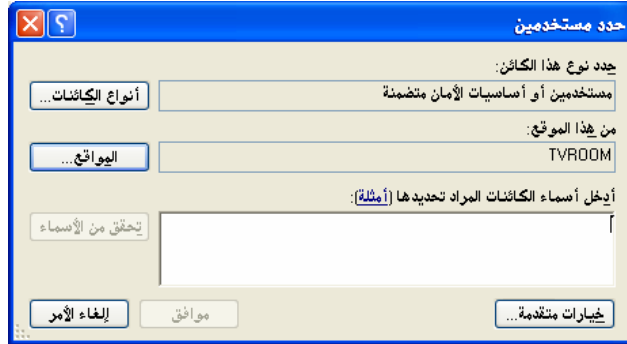 حدد مستخدمين
حدد نوع هذا الكائن:
مستخدمين أو أساسيات الأمان متضمنة
أنواع الكائنات...
من هذا الموقع:
TVROOM
المواقع...
أدخل أسماء الكائنات المراد تحديدها (أمثلة):
تحقق من الأسماء
خيارات متقدمة...
موافق
إلغاء الأمر